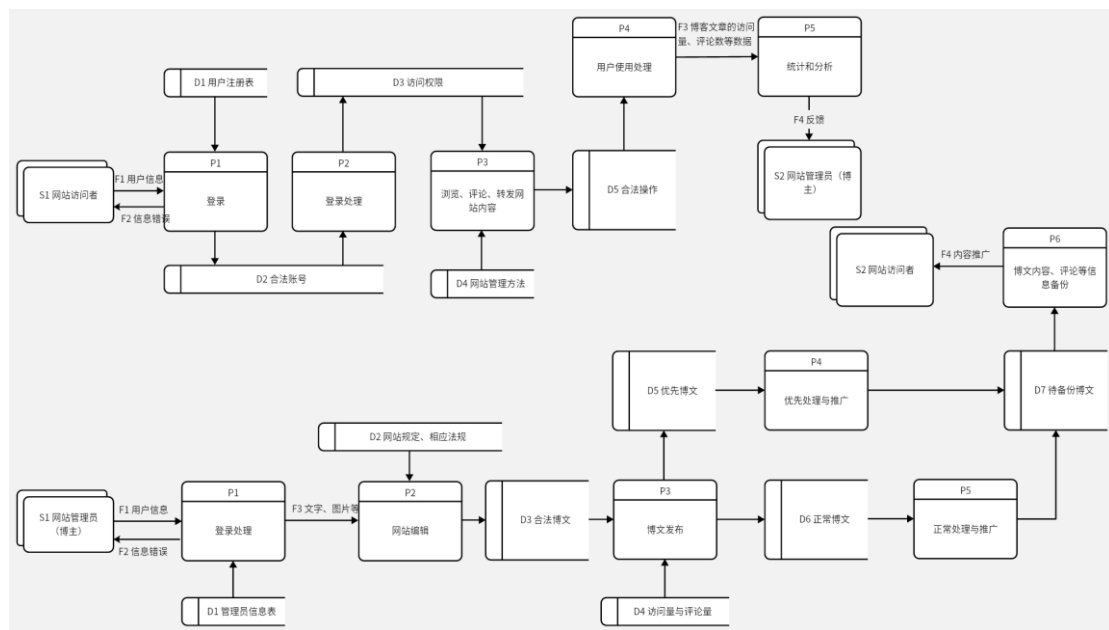 P4
用户使用处理
F3 博客文章的访问
量、评论数等数据
P5
统计和分析
D1 用户注册表
D3 访问权限
F4 反馈
S1 网站访问者
F1 用户信息
F2 信息错误
P1
登录
P2
登录处理
P3
浏览、评论、转发网
站内容
D5 合法操作
S2 网站管理员（博
主）
D2 合法账号
D4 网站管理方法
S2 网站访问者
F4 内容推广
P6
博文内容、评论等信
息备份
D5 优先博文
P4
优先处理与推广
D7 待备份博文
D2 网站规定、相应法规
S1 网站管理员
（博主）
F1 用户信息
F2 信息错误
P1
登录处理
F3 文字、图片等
P2
网站编辑
D3 合法博文
P3
博文发布
D6 正常博文
P5
正常处理与推广
D1 管理员信息表
D4 访问量与评论量